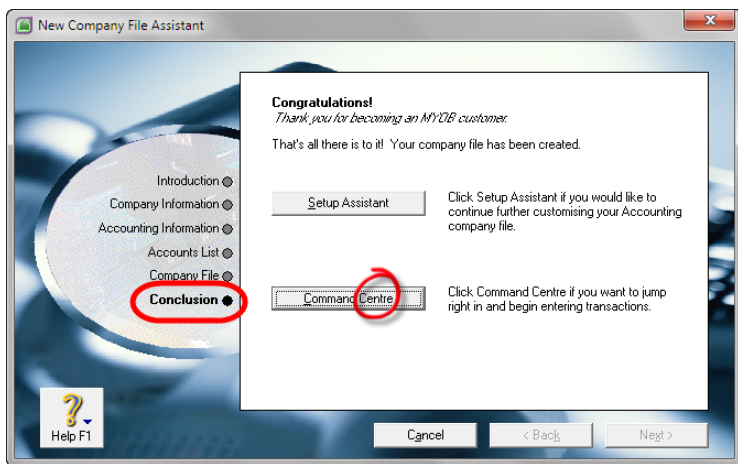 New Company File Assistant
Congratulations!
Thank you for becoming an MYOB customer.
That's all there is to it! Your company file has been created.
Introduction
Company Information
Accounting Information
Accounts List
Company File
Conclusion
Setup Assistant
Click Setup Assistant if you would like to
continue further customising your Accounting
company file.
Command Centre
Click Command Centre if you want to jump
right in and begin entering transactions.
Help F1
Cancel
< Back
Next >